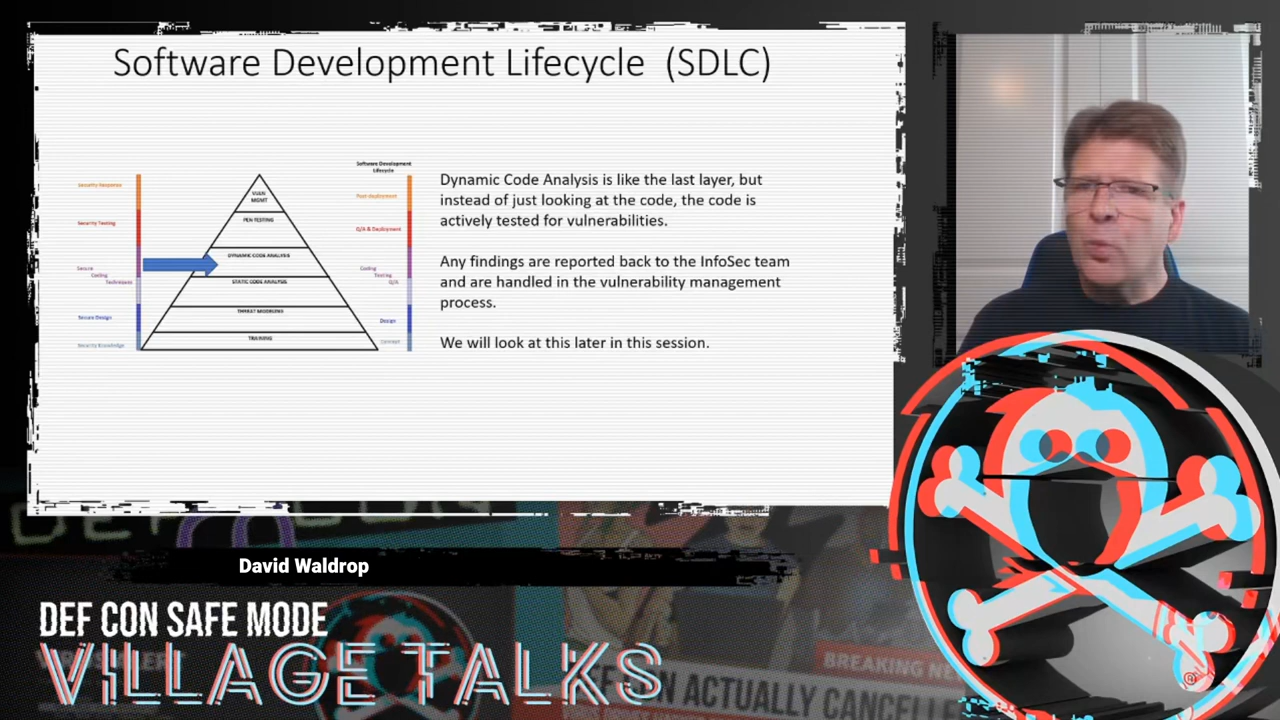 Software Development Lifecycle (SDLC)
Software Development
Lifecycle
Security Response
Security Testing
Secure
Coding
Techniques
Secure Design
Security Knowledge
VULN
MGMT
PEN TESTING
DYNAMIC CODE ANALYSIS
STATIC CODE ANALYSIS
THREAT MODELING
TRAINING
Post-deployment
Q/A & Deployment
Coding
Testing
Q/A
Design
Concept
Dynamic Code Analysis is like the last layer, but
instead of just looking at the code, the code is
actively tested for vulnerabilities.
Any findings are reported back to the InfoSec team
and are handled in the vulnerability management
process.
We will look at this later in this session.
David Waldrop
DEF CON SAFE MODE
VILLAGE TALKS
BREAKING NE
ACTUALLY CANCELLE
®